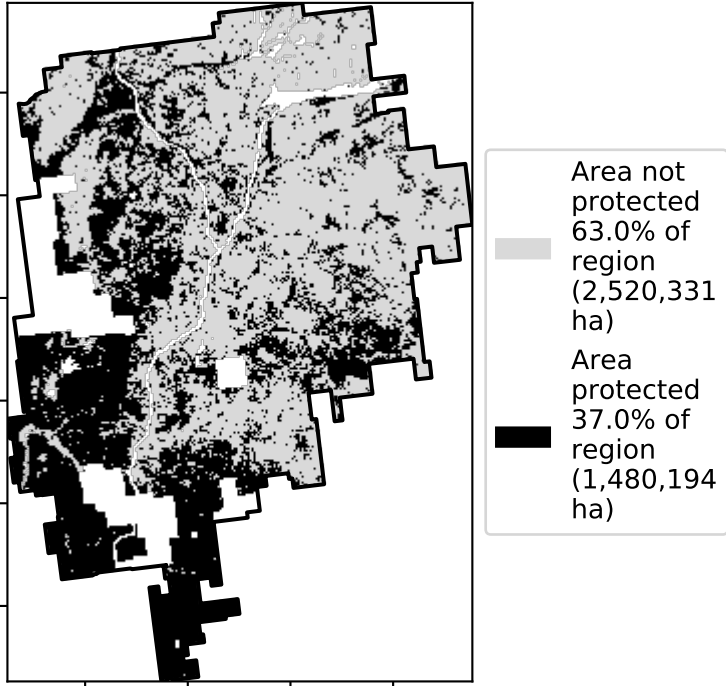 Area not
protected
63.0% of
region
(2,520,331
ha)
Area
protected
37.0% of
region
(1,480,194
ha)